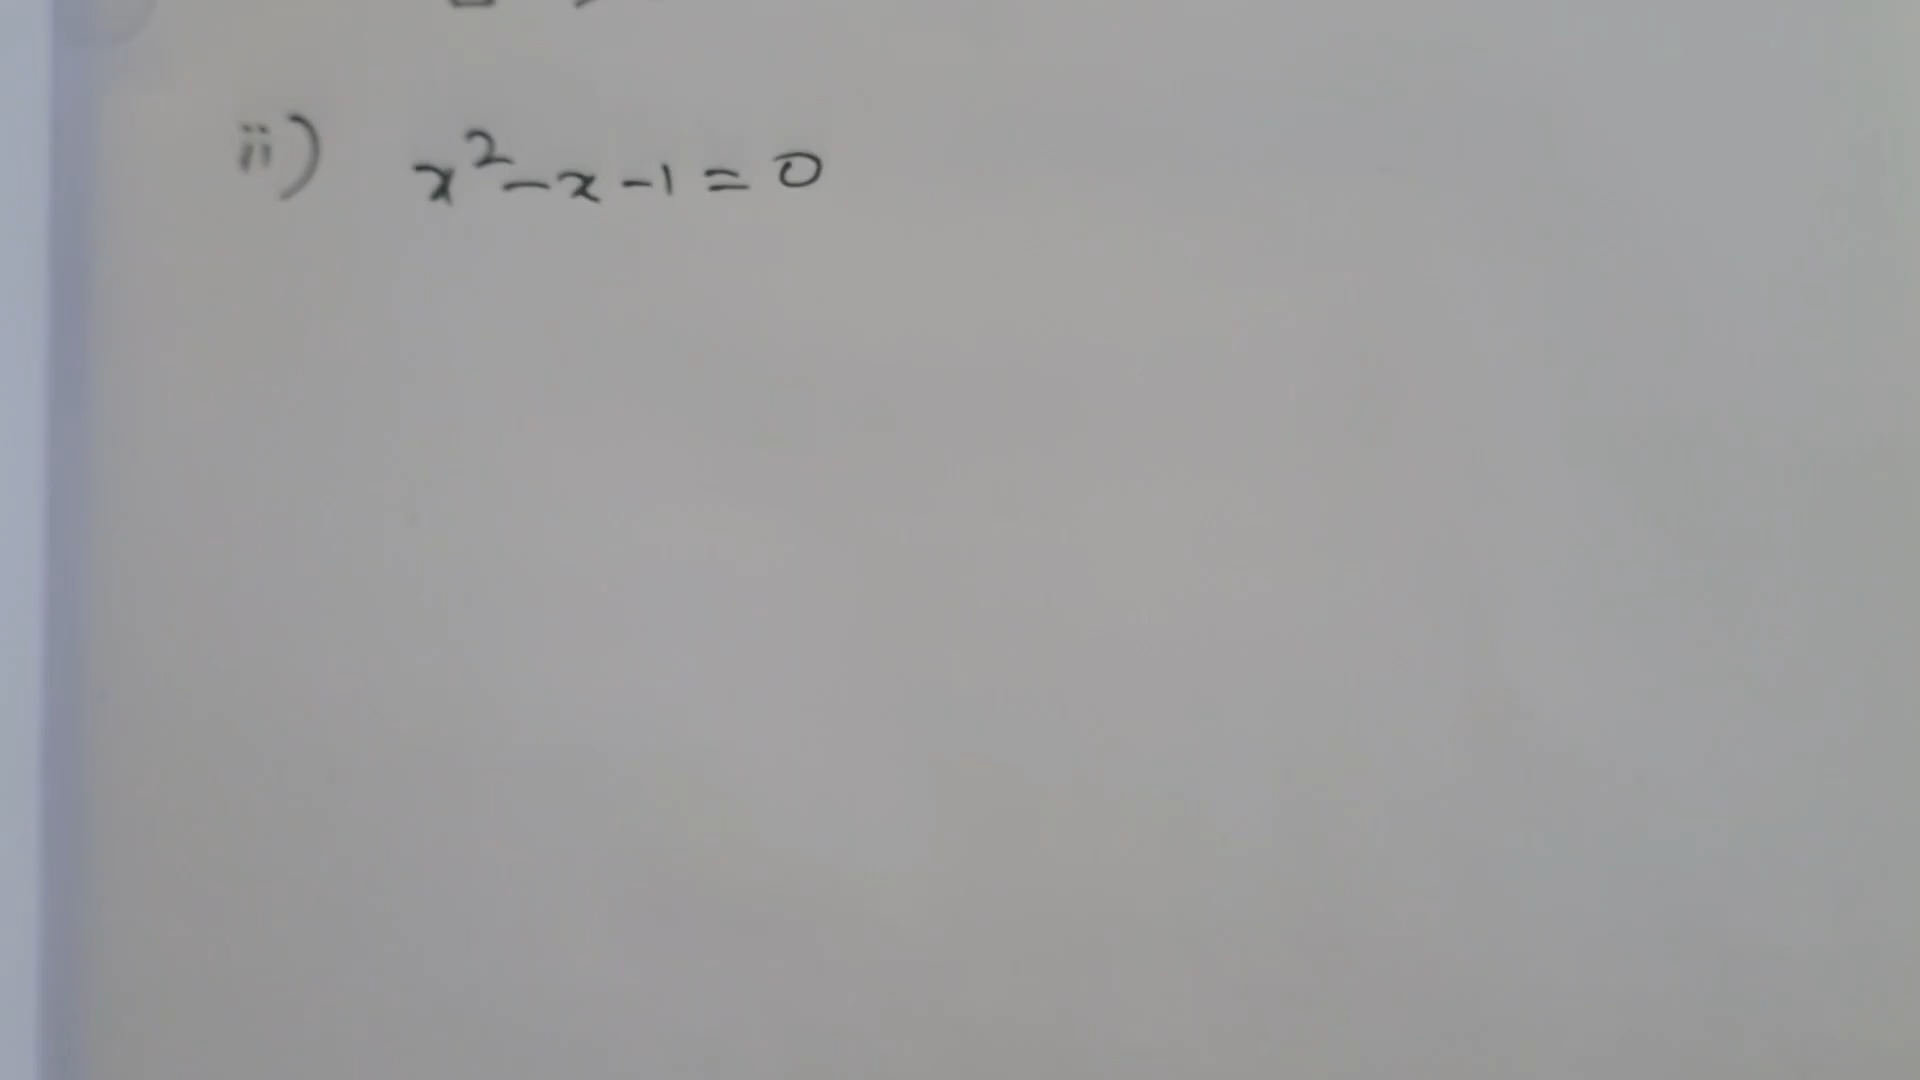 ii) x² - x - 1 = 0